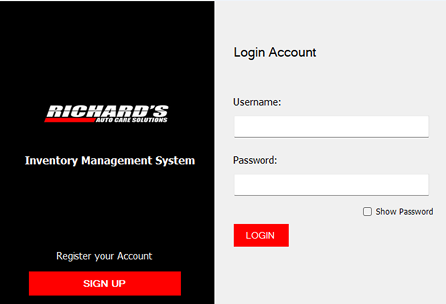 RICHARD'S
AUTO CARE SOLUTIONS
Inventory Management System
Register your Account
SIGN UP
Login Account
Username:
Password:
Show Password
LOGIN